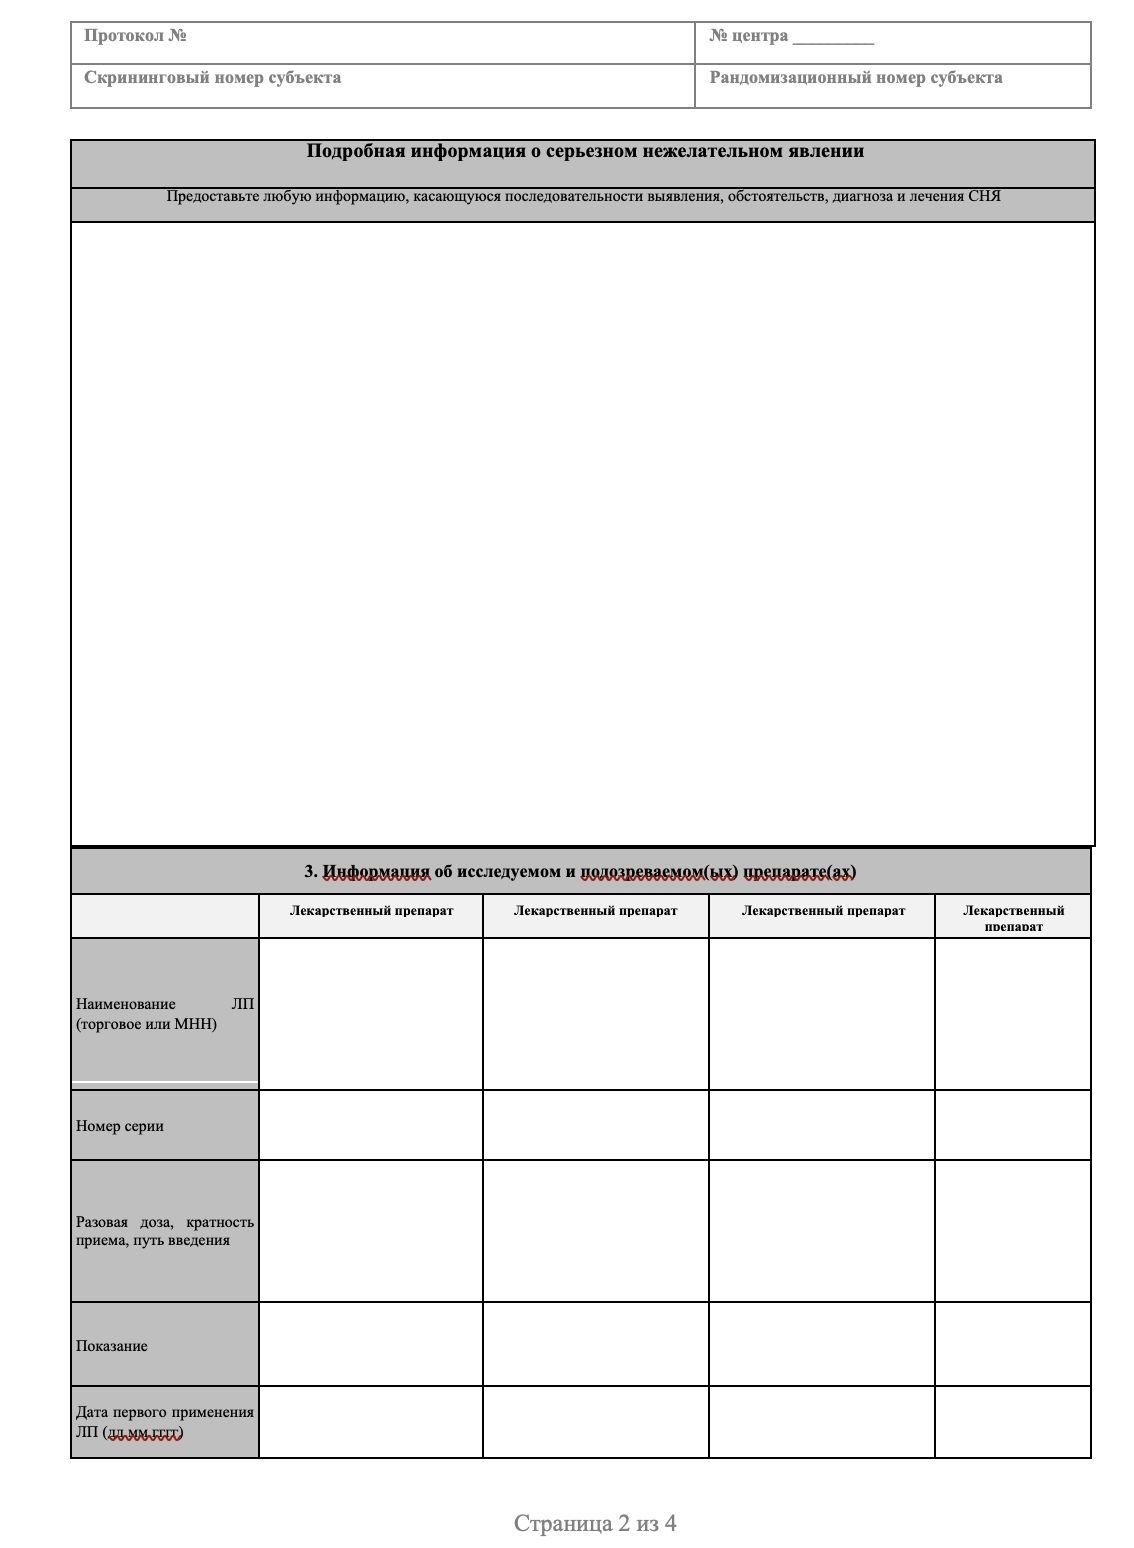 Протокол №
№ центра _________
Скрининговый номер субъекта
Рандомизационный номер субъекта
Подробная информация о серьезном нежелательном явлении
Предоставьте любую информацию, касающуюся последовательности выявления, обстоятельств, диагноза и лечения СНЯ
3. Информация об исследуемом и подозреваемом(ых) препарате(ах)
Лекарственный препарат
Лекарственный препарат
Лекарственный препарат
Лекарственный
препарат
Наименование ЛП
(торговое или МНН)
Номер серии
Разовая доза, кратность
приема, путь введения
Показание
Дата первого применения
ЛП (дд.мм.гггг)
Страница 2 из 4